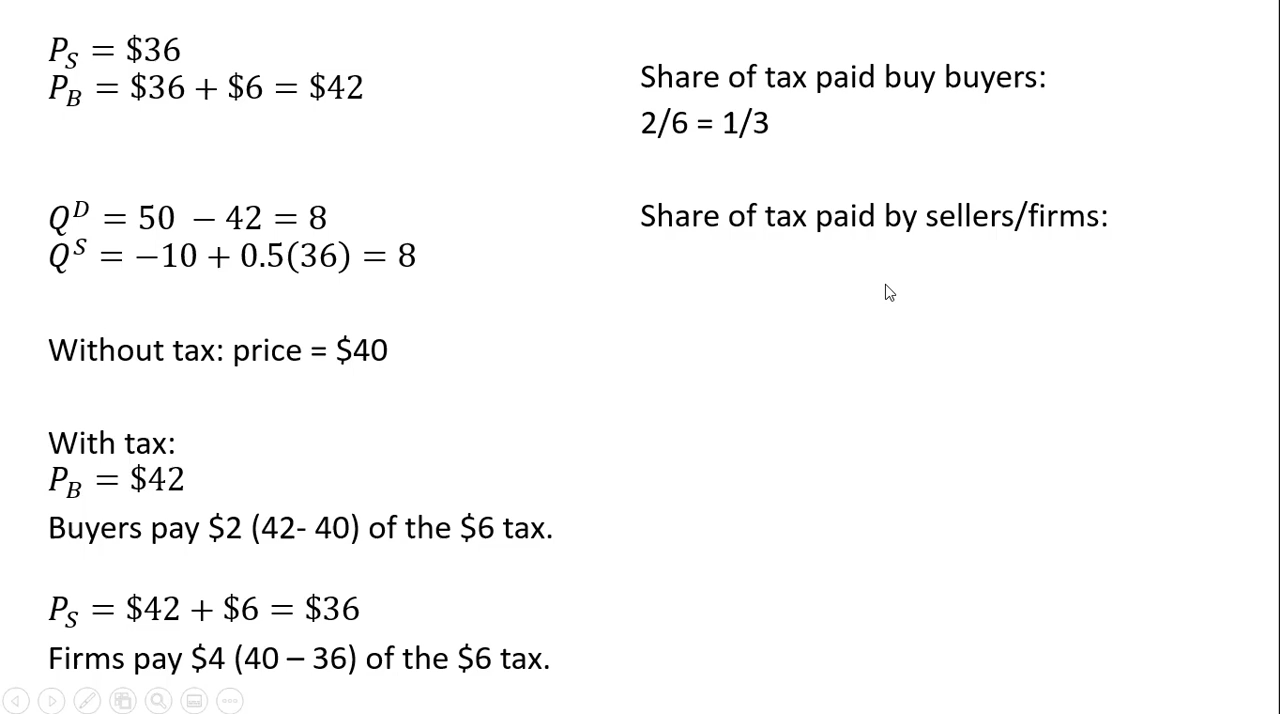 P_S = $36
P_B = $36 + $6 = $42
Q^D = 50 − 42 = 8
Q^S = −10 + 0.5(36) = 8
Without tax: price = $40
With tax:
P_B = $42
Buyers pay $2 (42- 40) of the $6 tax.
P_S = $42 + $6 = $36
Firms pay $4 (40 – 36) of the $6 tax.
Share of tax paid buy buyers:
2/6 = 1/3
Share of tax paid by sellers/firms: